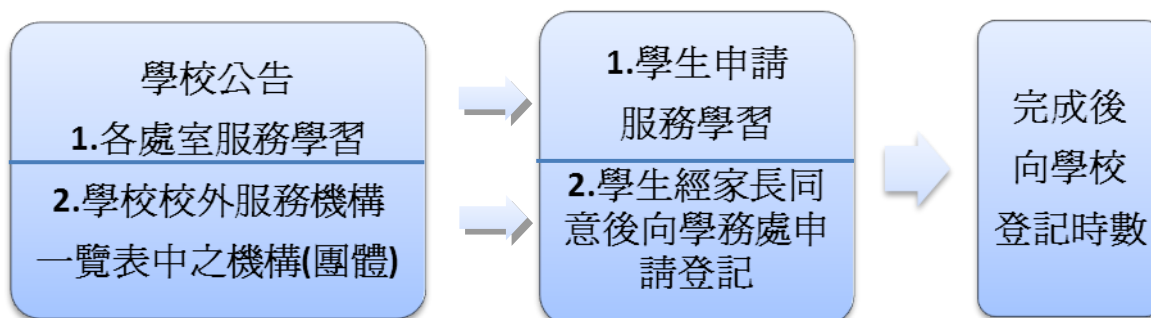 學校公告
1.各處室服務學習
2.學校校外服務機構
一覽表中之機構(團體)
1.學生申請
服務學習
2.學生經家長同
意後向學務處申
請登記
完成後
向學校
登記時數